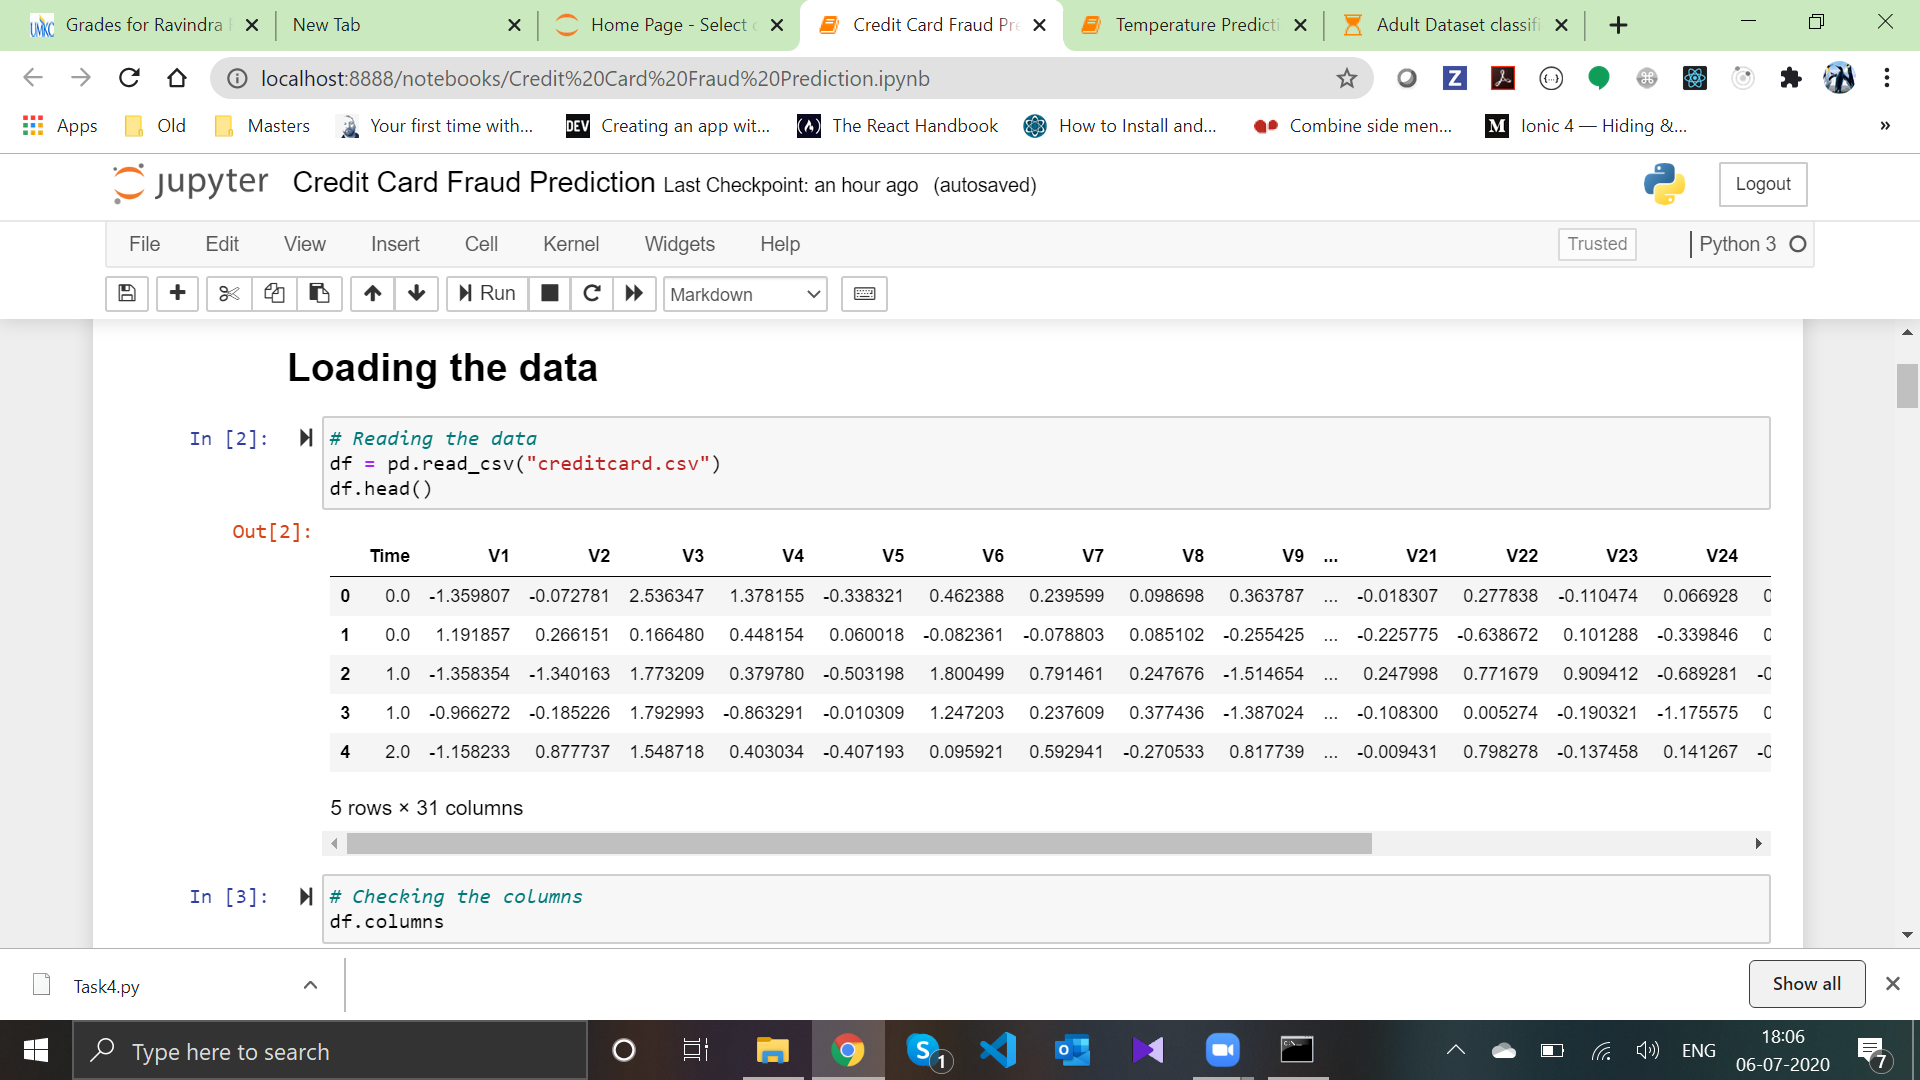 Grades for Ravindra
New Tab
Home Page - Select
Credit Card Fraud Pre
Temperature Predicti
Adult Dataset classifi
localhost:8888/notebooks/Credit%20Card%20Fraud%20Prediction.ipynb
Apps
Old
Masters
Your first time with...
DEV
Creating an app wit...
The React Handbook
How to Install and...
Combine side men...
M
Ionic 4 — Hiding &...
»
jupyter Credit Card Fraud Prediction Last Checkpoint: an hour ago (autosaved)
Logout
File Edit View Insert Cell Kernel Widgets Help
Trusted
Python 3
Run
Markdown
Loading the data
In [2]:
# Reading the data
df = pd.read_csv("creditcard.csv")
df.head()
Out[2]:
Time V1 V2 V3 V4 V5 V6 V7 V8 V9 ... V21 V22 V23 V24
0 0.0 -1.359807 -0.072781 2.536347 1.378155 -0.338321 0.462388 0.239599 0.098698 0.363787 ... -0.018307 0.277838 -0.110474 0.066928 0
1 0.0 1.191857 0.266151 0.166480 0.448154 0.060018 -0.082361 -0.078803 0.085102 -0.255425 ... -0.225775 -0.638672 0.101288 -0.339846 0
2 1.0 -1.358354 -1.340163 1.773209 0.379780 -0.503198 1.800499 0.791461 0.247676 -1.514654 ... 0.247998 0.771679 0.909412 -0.689281 -0
3 1.0 -0.966272 -0.185226 1.792993 -0.863291 -0.010309 1.247203 0.237609 0.377436 -1.387024 ... -0.108300 0.005274 -0.190321 -1.175575 0
4 2.0 -1.158233 0.877737 1.548718 0.403034 -0.407193 0.095921 0.592941 -0.270533 0.817739 ... -0.009431 0.798278 -0.137458 0.141267 -0
5 rows × 31 columns
In [3]:
# Checking the columns
df.columns
Task4.py
Show all
Type here to search
1
ENG
18:06
06-07-2020
7